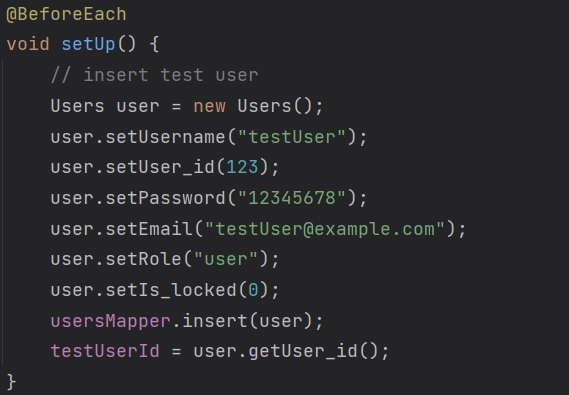 @BeforeEach
void setUp() {
    // insert test user
    Users user = new Users();
    user.setUsername("testUser");
    user.setUser_id(123);
    user.setPassword("12345678");
    user.setEmail("testUser@example.com");
    user.setRole("user");
    user.setIs_locked(0);
    usersMapper.insert(user);
    testUserId = user.getUser_id();
}